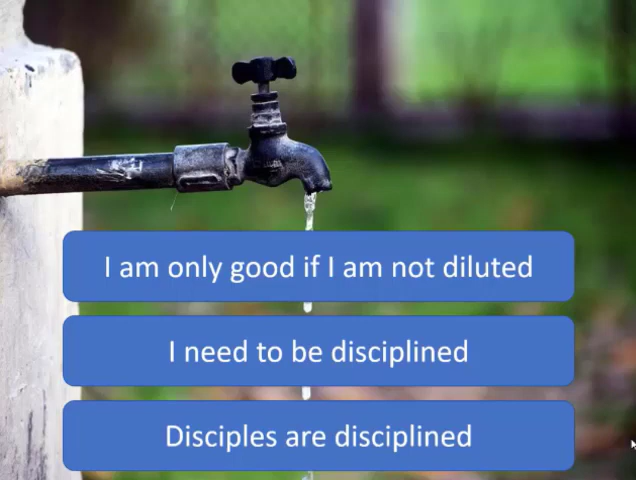 I am only good if I am not diluted
I need to be disciplined
Disciples are disciplined